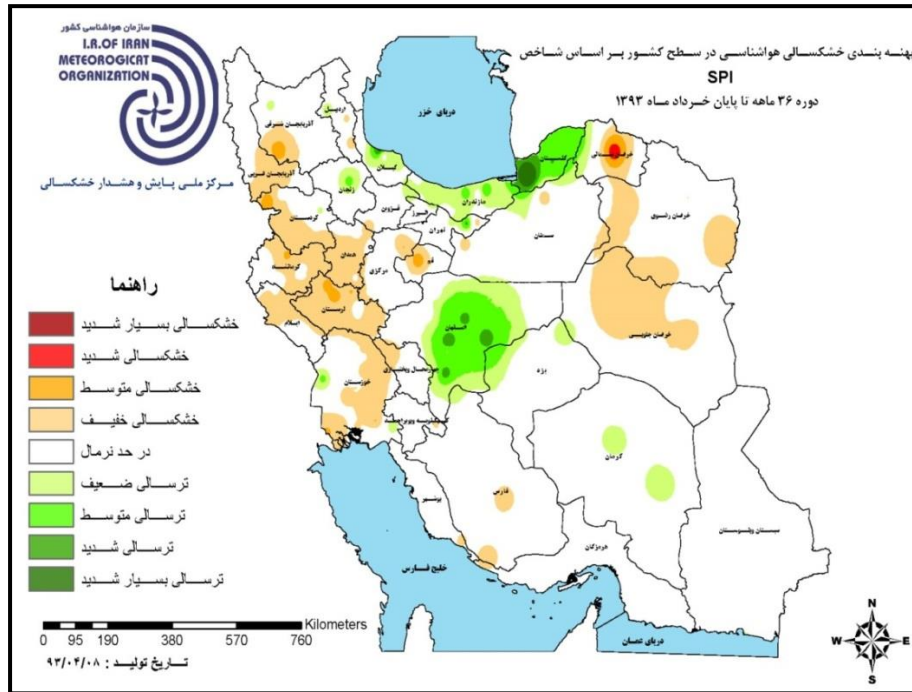 سازمان هواشناسی کشور
I.R.OF IRAN
METEOROGICAT
ORGANIZATION
مرکز ملی پایش و هشدار خشکسالی
پهنه بندی خشکسالی هواشناسی در سطح کشور بر اساس شاخص
SPI
دوره ۳۶ ماهه تا پایان خرداد ماه ۱۳۹۳
دریای خزر
اردبیل
آذربایجان شرقی
آذربایجان غربی
گیلان
زنجان
کردستان
قزوین
البرز
تهران
مازندران
گلستان
خراسان شمالی
خراسان رضوی
سمنان
همدان
کرمانشاه
مرکزی
قم
لرستان
ایلام
اصفهان
خراسان جنوبی
یزد
چهارمحال وبختیاری
خوزستان
کهگیلویه وبویراحمد
کرمان
فارس
بوشهر
هرمزگان
سیستان وبلوچستان
خلیج فارس
دریای عمان
راهنما
خشکسالی بسیار شدید
خشکسالی شدید
خشکسالی متوسط
خشکسالی خفیف
در حد نرمال
ترسالی ضعیف
ترسالی متوسط
ترسالی شدید
ترسالی بسیار شدید
Kilometers
0 95 190 380 570 760
تاریخ تولید : ۹۳/۰۴/۰۸
N
W E
S